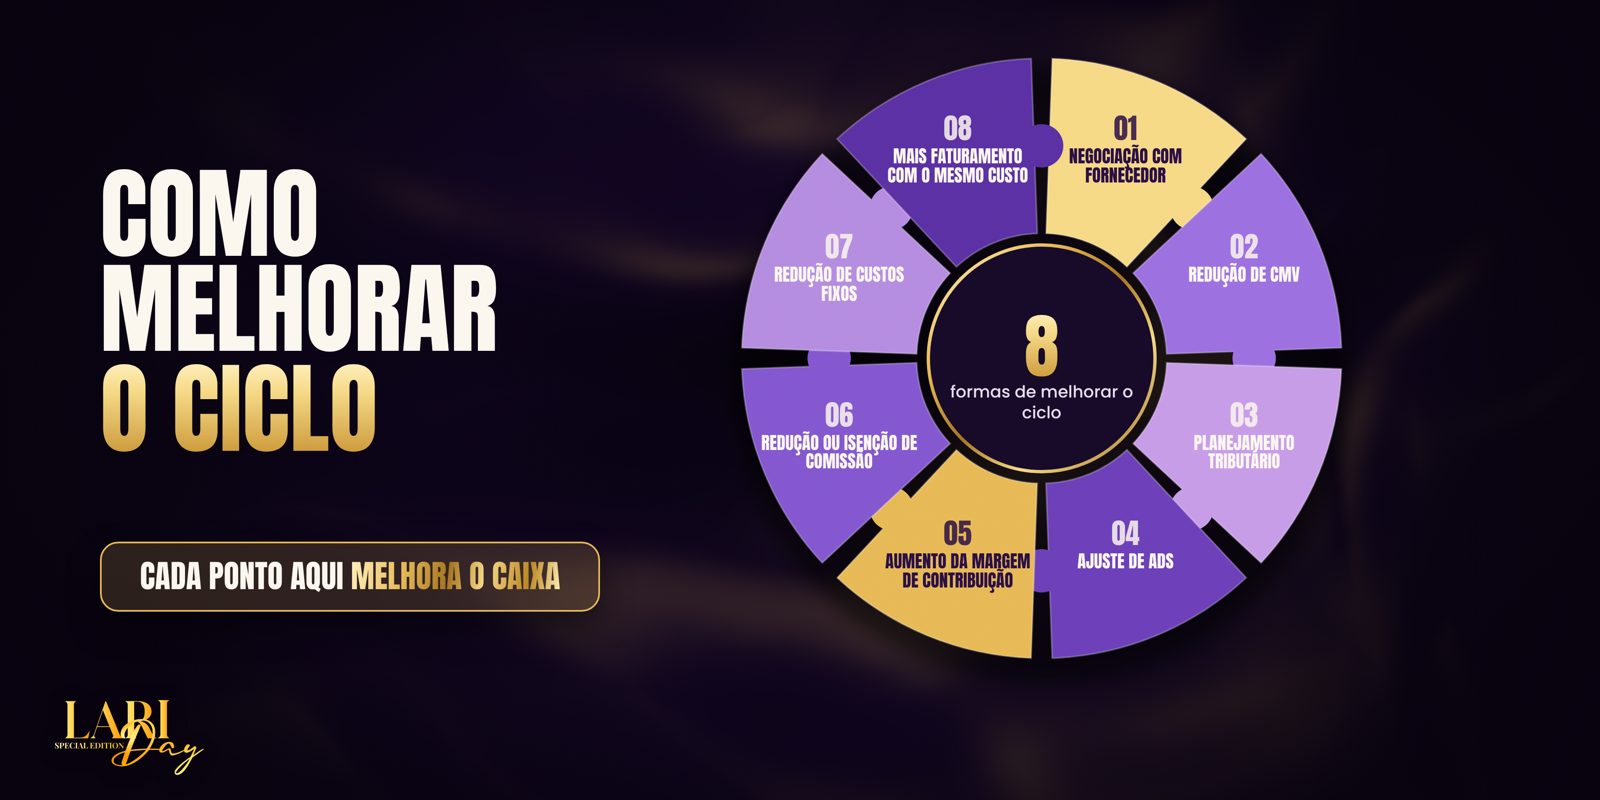 COMO
MELHORAR
O CICLO
CADA PONTO AQUI MELHORA O CAIXA
LARI
SPECIAL EDITION Day
08
MAIS FATURAMENTO
COM O MESMO CUSTO
01
NEGOCIAÇÃO COM
FORNECEDOR
07
REDUÇÃO DE CUSTOS
FIXOS
02
REDUÇÃO DE CMV
8
formas de melhorar o
ciclo
06
REDUÇÃO OU ISENÇÃO DE
COMISSÃO
03
PLANEJAMENTO
TRIBUTÁRIO
05
AUMENTO DA MARGEM
DE CONTRIBUIÇÃO
04
AJUSTE DE ADS